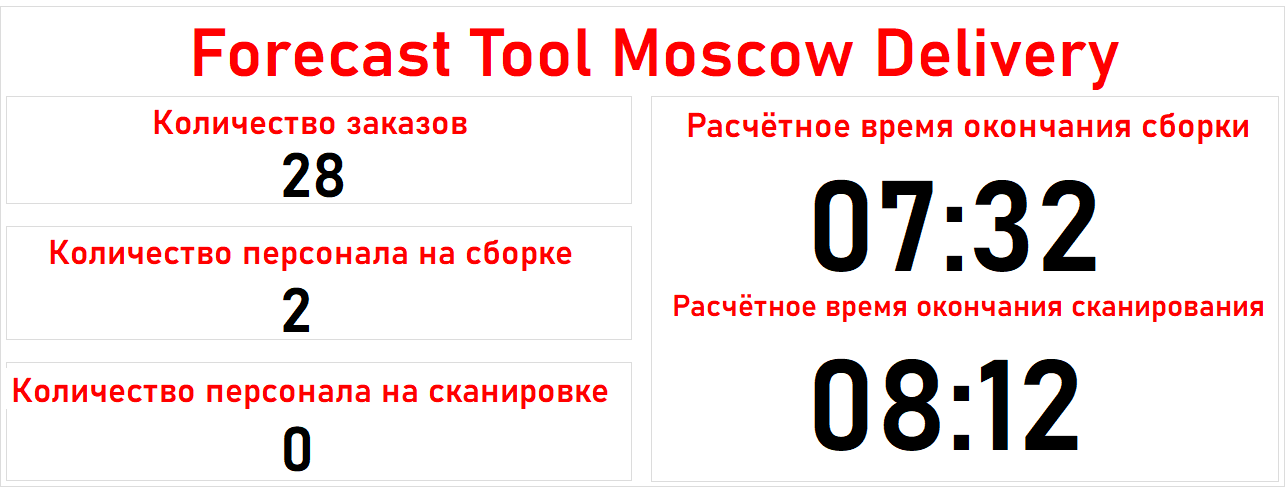 Forecast Tool Moscow Delivery
Количество заказов
28
Количество персонала на сборке
2
Количество персонала на сканировке
0
Расчётное время окончания сборки
07:32
Расчётное время окончания сканирования
08:12